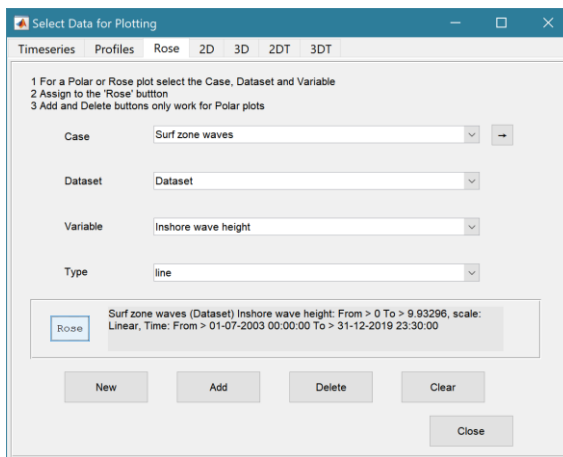 Select Data for Plotting
Timeseries Profiles Rose 2D 3D 2DT 3DT
1 For a Polar or Rose plot select the Case, Dataset and Variable
2 Assign to the 'Rose' buttton
3 Add and Delete buttons only work for Polar plots
Case Surf zone waves →
Dataset Dataset
Variable Inshore wave height
Type line
Surf zone waves (Dataset) Inshore wave height: From > 0 To > 9.93296, scale:
Rose Linear, Time: From > 01-07-2003 00:00:00 To > 31-12-2019 23:30:00
New Add Delete Clear
Close